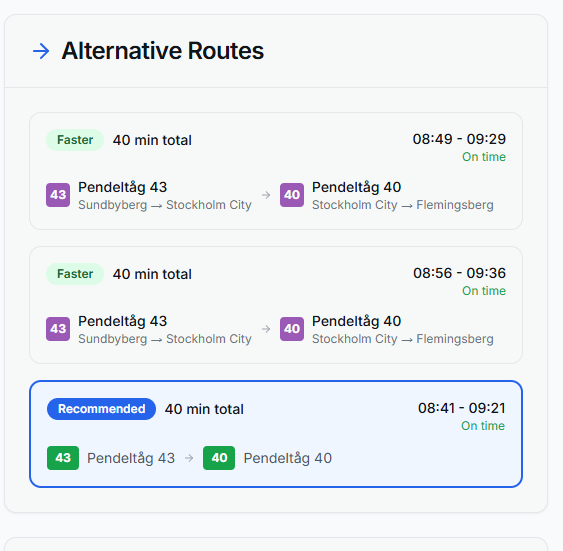 → Alternative Routes
Faster 40 min total 08:49 - 09:29
On time
43 Pendeltåg 43 → 40 Pendeltåg 40
Sundbyberg → Stockholm City Stockholm City → Flemingsberg
Faster 40 min total 08:56 - 09:36
On time
43 Pendeltåg 43 → 40 Pendeltåg 40
Sundbyberg → Stockholm City Stockholm City → Flemingsberg
Recommended 40 min total 08:41 - 09:21
On time
43 Pendeltåg 43 → 40 Pendeltåg 40